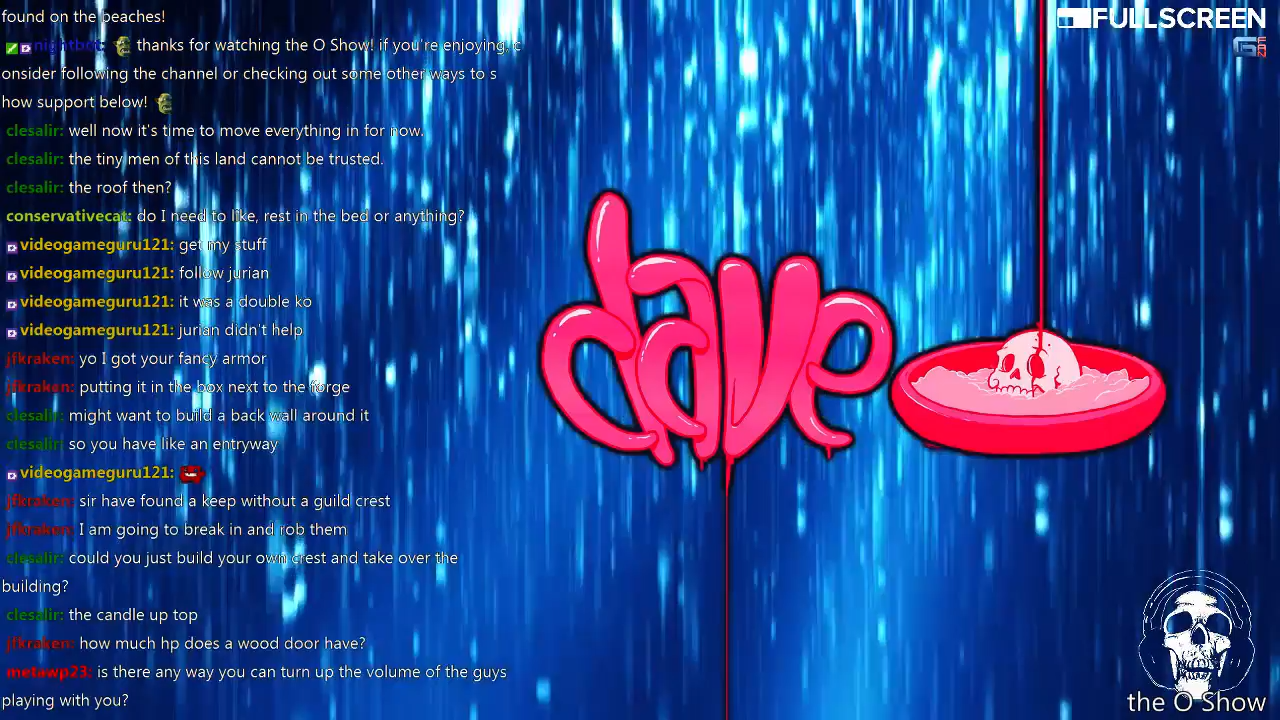 found on the beaches!
FULLSCREEN
nightbot: thanks for watching the O Show! if you're enjoying, c
onsider following the channel or checking out some other ways to s
how support below!
clesalir: well now it's time to move everything in for now.
clesalir: the tiny men of this land cannot be trusted.
clesalir: the roof then?
conservativecat: do I need to like, rest in the bed or anything?
videogameguru121: get my stuff
videogameguru121: follow jurian
videogameguru121: it was a double ko
videogameguru121: jurian didn't help
jfkraken: yo I got your fancy armor
jfkraken: putting it in the box next to the forge
clesalir: might want to build a back wall around it
clesalir: so you have like an entryway
videogameguru121:
jfkraken: sir have found a keep without a guild crest
jfkraken: I am going to break in and rob them
clesalir: could you just build your own crest and take over the
building?
clesalir: the candle up top
jfkraken: how much hp does a wood door have?
metawp23: is there any way you can turn up the volume of the guys
playing with you?
dave
the O Show